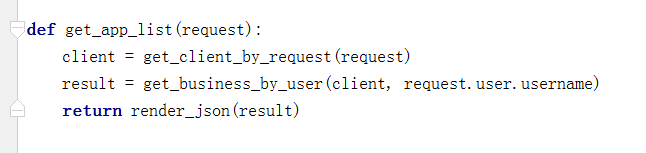 def get_app_list(request):
    client = get_client_by_request(request)
    result = get_business_by_user(client, request.user.username)
    return render_json(result)